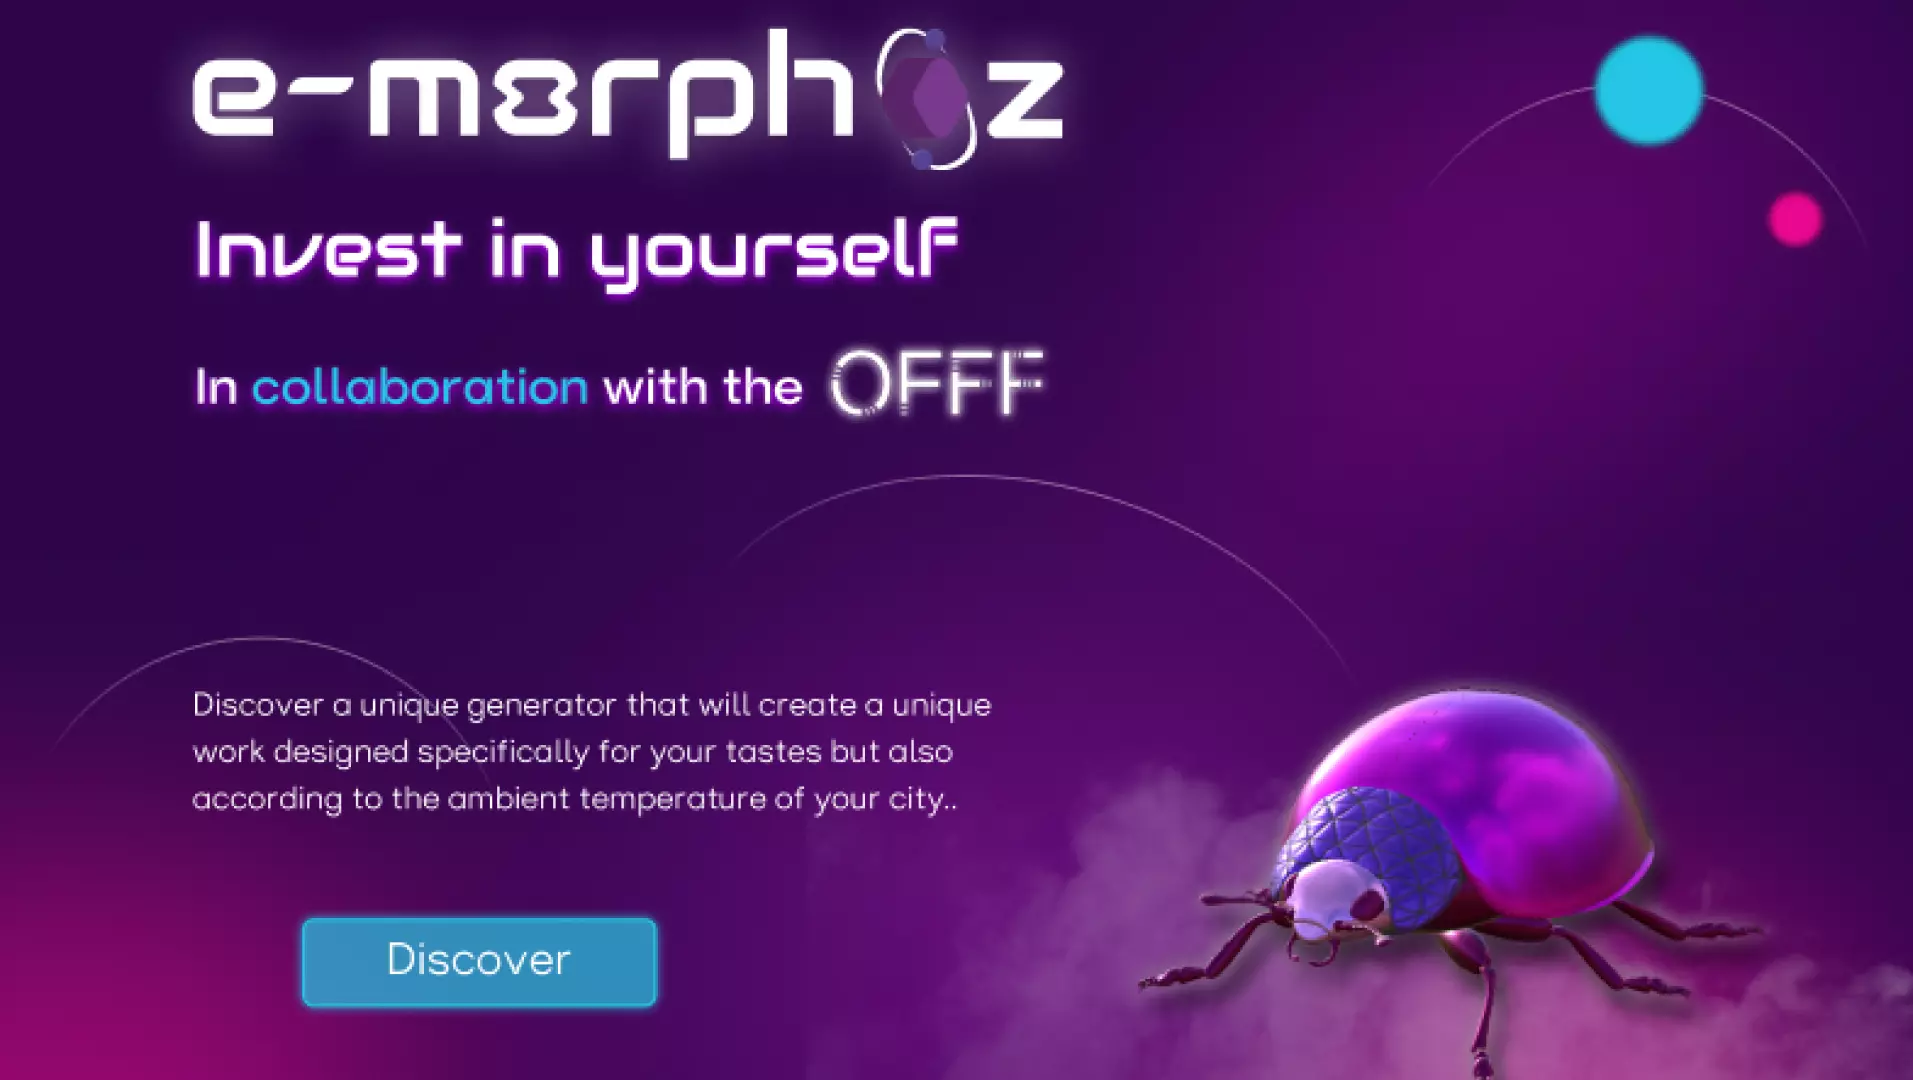 e-morphoz
Invest in yourself
In collaboration with the OFFF
Discover a unique generator that will create a unique
work designed specifically for your tastes but also
according to the ambient temperature of your city..
Discover